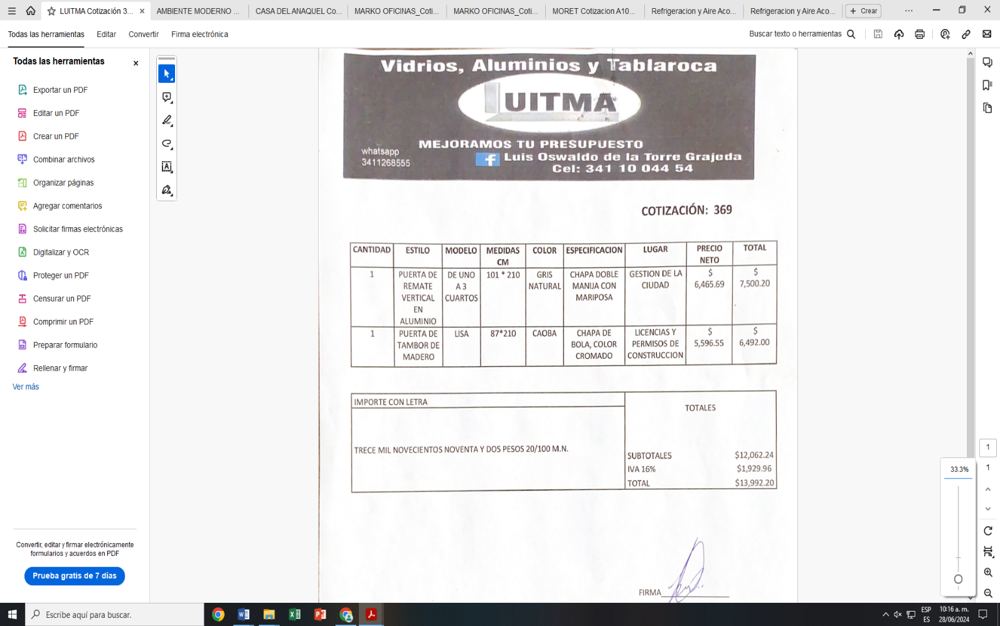 LUITMA Cotización 3...
AMBIENTE MODERNO ...
CASA DEL ANAQUEL Co...
MARKO OFICINAS_Coti...
MARKO OFICINAS_Coti...
MORET Cotizacion A10...
Refrigeracion y Aire Aco...
Refrigeracion y Aire Aco...
+ Crear
Todas las herramientas
Editar
Convertir
Firma electrónica
Buscar texto o herramientas
Todas las herramientas
Exportar un PDF
Editar un PDF
Crear un PDF
Combinar archivos
Organizar páginas
Agregar comentarios
Solicitar firmas electrónicas
Digitalizar y OCR
Proteger un PDF
Censurar un PDF
Comprimir un PDF
Preparar formulario
Rellenar y firmar
Ver más
Convertir, editar y firmar electrónicamente
formularios y acuerdos en PDF
Prueba gratis de 7 días
Vidrios, Aluminios y Tablaroca
LUITMA
MEJORAMOS TU PRESUPUESTO
whatsapp
3411268555
f Luis Oswaldo de la Torre Grajeda
Cel: 341 10 044 54
COTIZACIÓN: 369
CANTIDAD ESTILO MODELO MEDIDAS CM COLOR ESPECIFICACION LUGAR PRECIO NETO TOTAL
1 PUERTA DE REMATE VERTICAL EN ALUMINIO DE UNO A 3 CUARTOS 101 * 210 GRIS NATURAL CHAPA DOBLE MANIJA CON MARIPOSA GESTION DE LA CIUDAD $ 6,465.69 $ 7,500.20
1 PUERTA DE TAMBOR DE MADERO LISA 87*210 CAOBA CHAPA DE BOLA, COLOR CROMADO LICENCIAS Y PERMISOS DE CONSTRUCCION $ 5,596.55 $ 6,492.00
IMPORTE CON LETRA
TRECE MIL NOVECIENTOS NOVENTA Y DOS PESOS 20/100 M.N.
TOTALES
SUBTOTALES $12,062.24
IVA 16% $1,929.96
TOTAL $13,992.20
FIRMA
1
1
33.3%
Escribe aquí para buscar.
ESP
ES
10:16 a. m.
28/06/2024